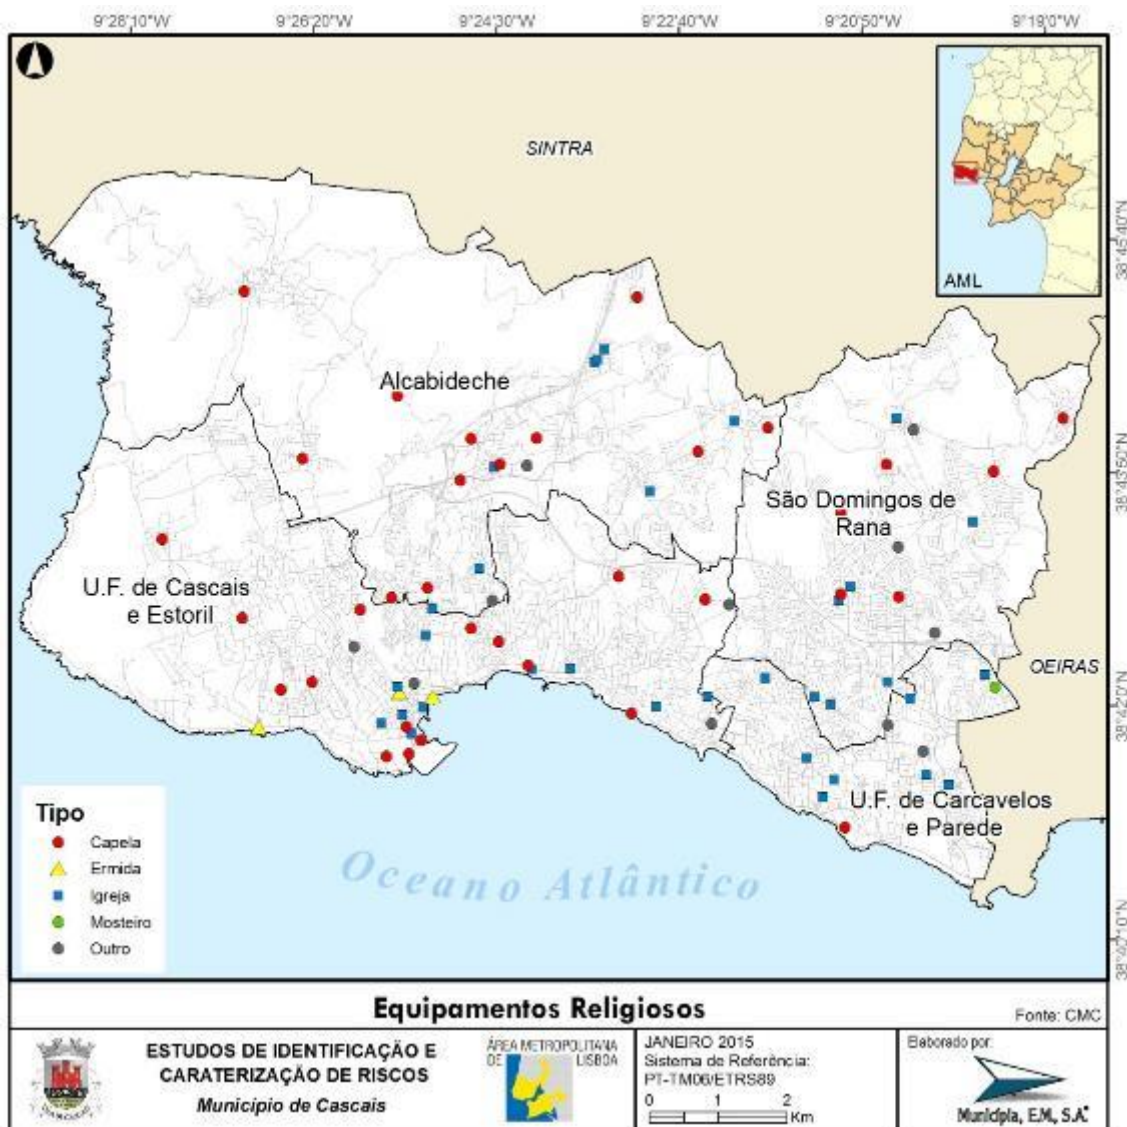 9°28'10"W
9°26'20"W
9°24'30"W
9°22'40"W
9°20'50"W
9°19'0"W
SINTRA
AML
38°45'40"N
Alcabideche
38°43'50"N
São Domingos de
Rana
U.F. de Cascais
e Estoril
OEIRAS
38°42'0"N
U.F. de Carcavelos
e Parede
Oceano Atlântico
38°40'10"N
Tipo
Capela
Ermida
Igreja
Mosteiro
Outro
Equipamentos Religiosos
Fonte: CMC
ESTUDOS DE IDENTIFICAÇÃO E
CARATERIZAÇÃO DE RISCOS
Município de Cascais
ÁREA METROPOLITANA
DE LISBOA
JANEIRO 2015
Sistema de Referência:
PT-TM06/ETRS89
0 1 2
Km
Elaborado por:
Municípia, E.M., S.A.